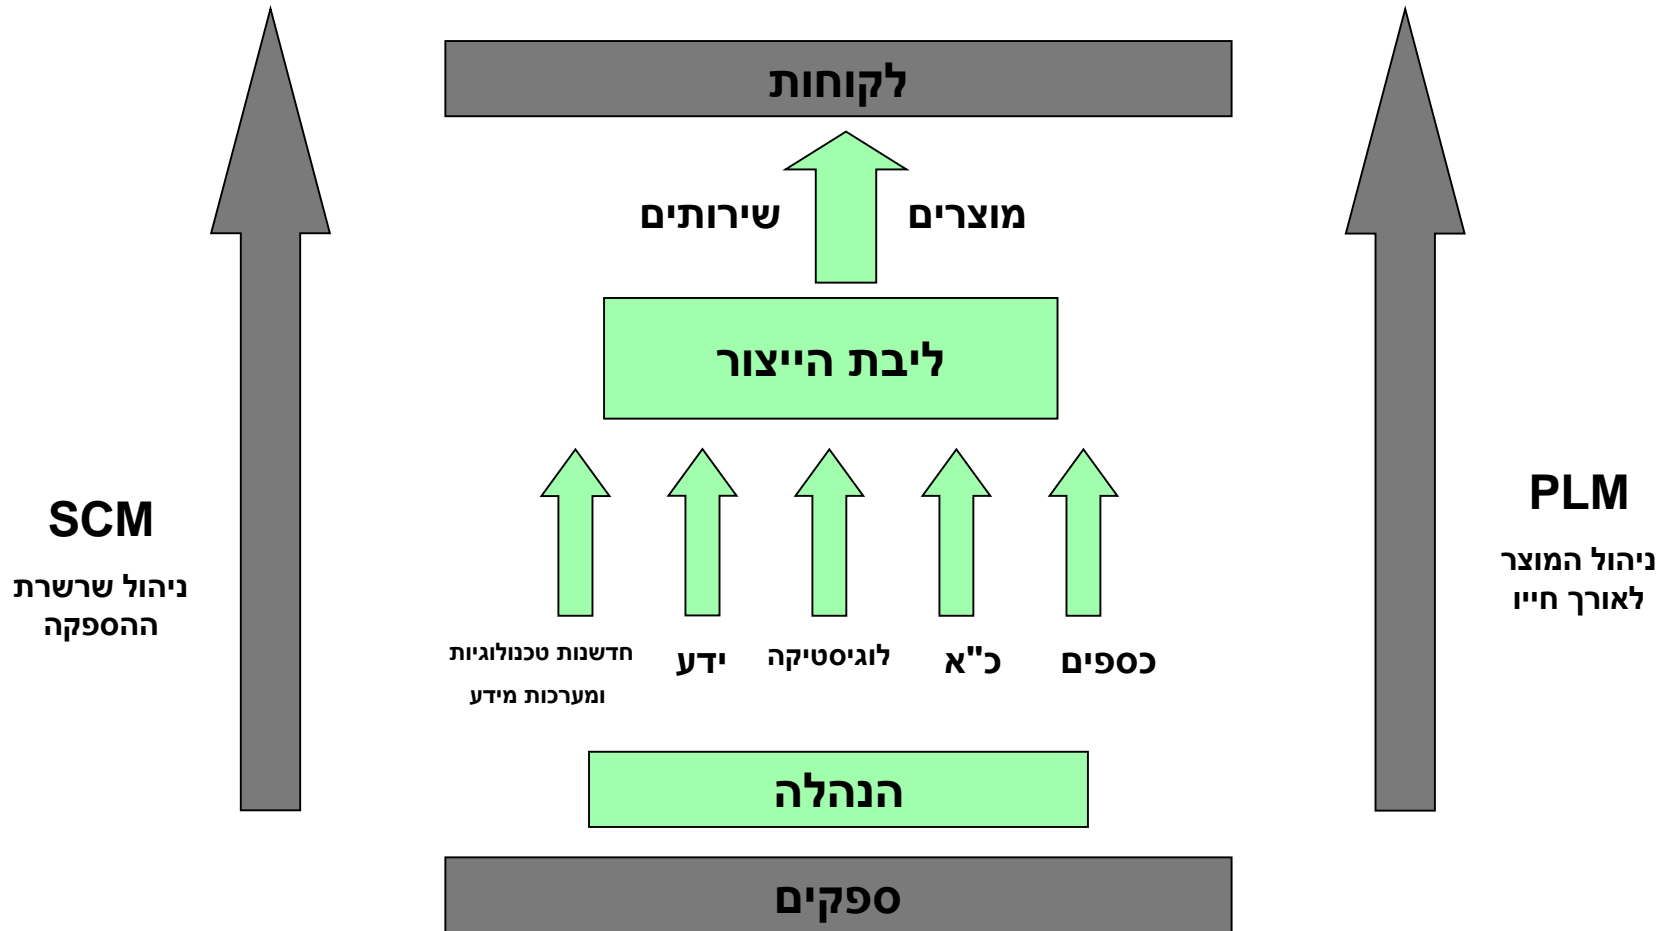 לקוחות
מוצרים
שירותים
ליבת הייצור
PLM
ניהול המוצר
לאורך חייו
SCM
ניהול שרשרת
ההספקה
כספים
כ"א
לוגיסטיקה
ידע
חדשנות טכנולוגיות
ומערכות מידע
הנהלה
ספקים